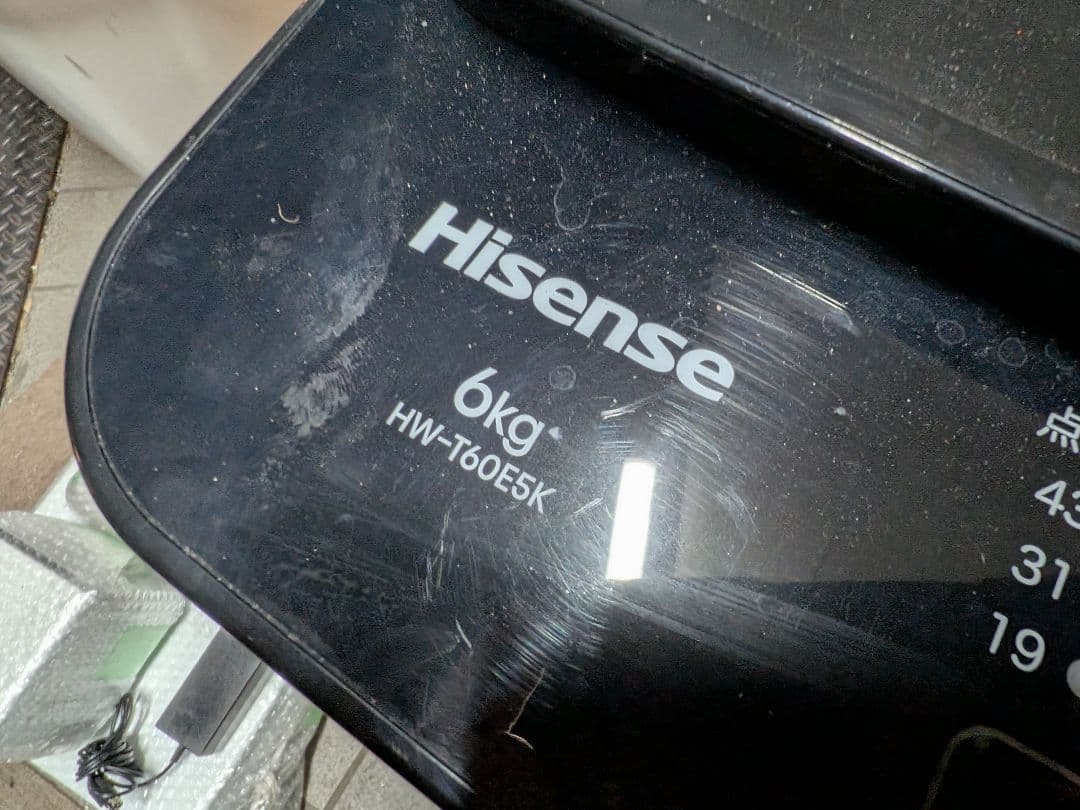 Hisense
6kg
HW-T60E5K
点
43
31
19